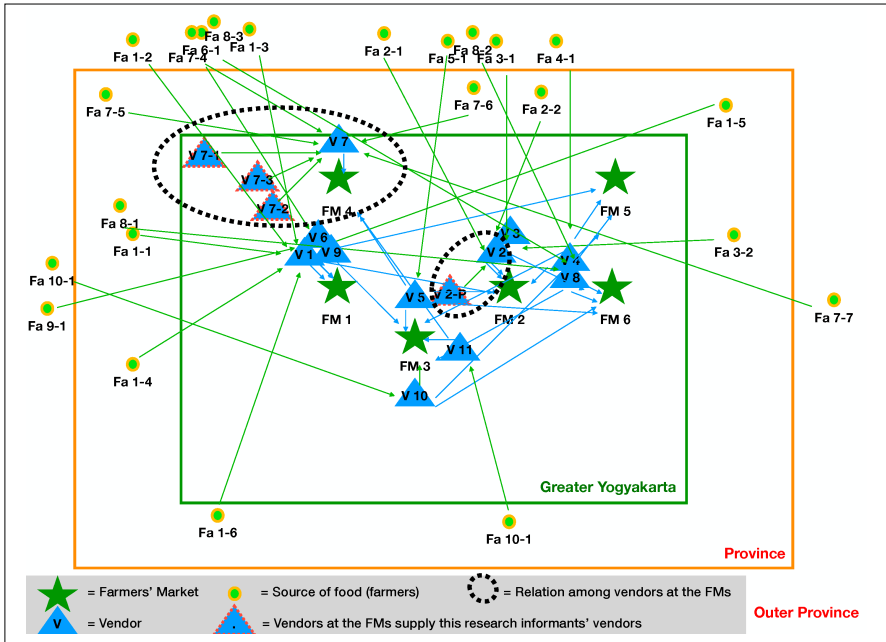 Fa 8-3
Fa 1-2
Fa 6-1
Fa 1-3
Fa 7-4
Fa 2-1
Fa 8-2
Fa 5-1
Fa 3-1
Fa 4-1
Fa 7-5
Fa 7-6
Fa 2-2
Fa 1-5
V 7
V 7-1
V 7-3
V 7-2
FM 4
FM 5
Fa 8-1
Fa 1-1
V 6
V 1
V 9
V 3
V 2
V 4
V 8
Fa 3-2
Fa 10-1
Fa 9-1
V 5
V 2-P
FM 1
FM 2
FM 6
Fa 7-7
V 11
FM 3
Fa 1-4
V 10
Greater Yogyakarta
Fa 1-6
Fa 10-1
Province
= Farmers' Market
= Source of food (farmers)
= Relation among vendors at the FMs
V
= Vendor
.
= Vendors at the FMs supply this research informants' vendors
Outer Province